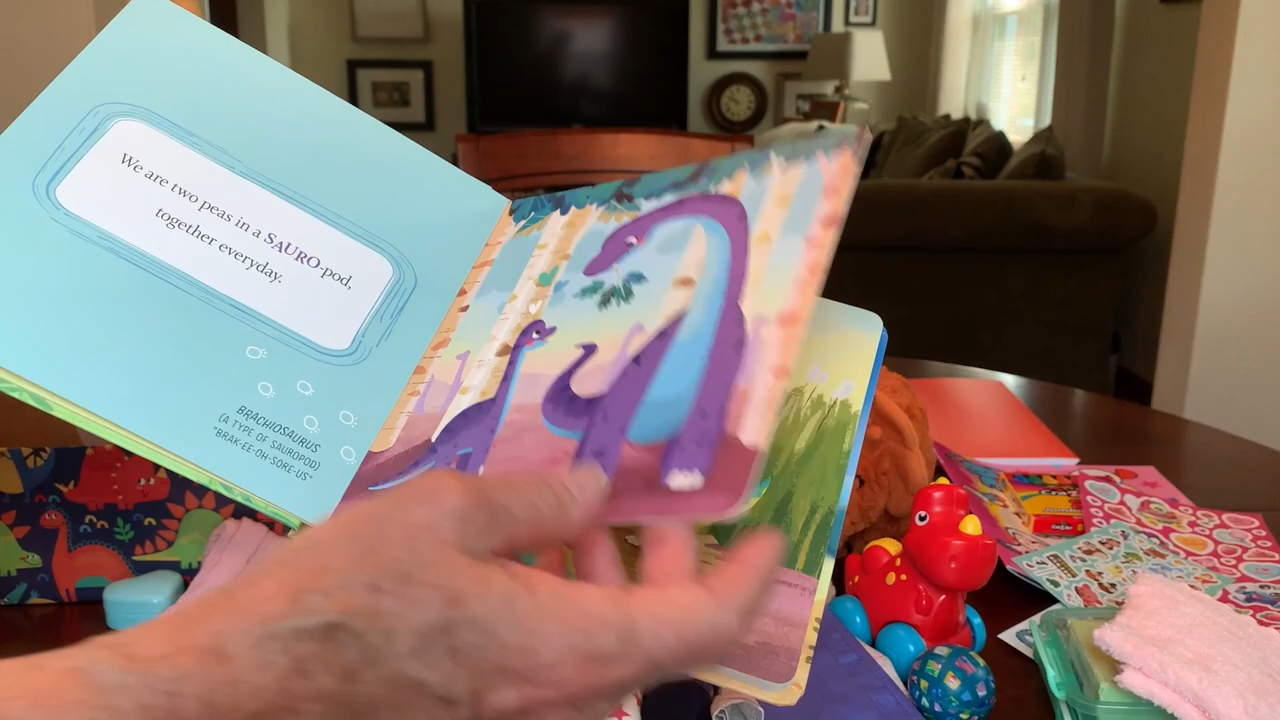 We are two peas in a SAURO-pod,
together everyday.
BRACHIOSAURUS
(A TYPE OF SAUROPOD)
"BRAK-EE-OH-SORE-US"